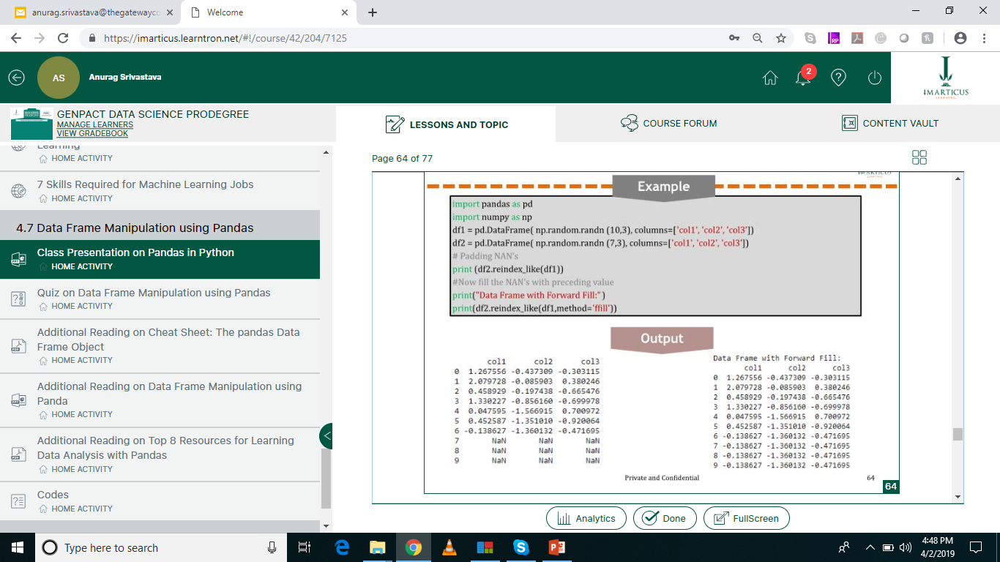 anurag.srivastava@thegatewayco
Welcome
https://imarticus.learntron.net/#!/course/42/204/7125
RP
AS
Anurag Srivastava
2
IMARTICUS
LEARNING
GENPACT DATA SCIENCE PRODEGREE
MANAGE LEARNERS
VIEW GRADEBOOK
LESSONS AND TOPIC
COURSE FORUM
CONTENT VAULT
Learning
HOME ACTIVITY
7 Skills Required for Machine Learning Jobs
HOME ACTIVITY
4.7 Data Frame Manipulation using Pandas
Class Presentation on Pandas in Python
HOME ACTIVITY
Quiz on Data Frame Manipulation using Pandas
HOME ACTIVITY
Additional Reading on Cheat Sheet: The pandas Data
Frame Object
HOME ACTIVITY
Additional Reading on Data Frame Manipulation using
Panda
HOME ACTIVITY
Additional Reading on Top 8 Resources for Learning
Data Analysis with Pandas
HOME ACTIVITY
Codes
HOME ACTIVITY
Page 64 of 77
Example
import pandas as pd
import numpy as np
df1 = pd.DataFrame( np.random.randn (10,3), columns=['col1', 'col2', 'col3'])
df2 = pd.DataFrame( np.random.randn (7,3), columns=['col1', 'col2', 'col3'])
# Padding NAN's
print (df2.reindex_like(df1))
#Now fill the NAN's with preceding value
print("Data Frame with Forward Fill:")
print(df2.reindex_like(df1,method='ffill'))
Output
col1 col2 col3
0 1.267556 -0.437309 -0.303115
1 2.079728 -0.085903 0.380246
2 0.458929 -0.197438 -0.665476
3 1.330227 -0.856160 -0.699978
4 0.047595 -1.566915 0.700972
5 0.452587 -1.351010 -0.920064
6 -0.138627 -1.360132 -0.471695
7 NaN NaN NaN
8 NaN NaN NaN
9 NaN NaN NaN
Data Frame with Forward Fill:
col1 col2 col3
0 1.267556 -0.437309 -0.303115
1 2.079728 -0.085903 0.380246
2 0.458929 -0.197438 -0.665476
3 1.330227 -0.856160 -0.699978
4 0.047595 -1.566915 0.700972
5 0.452587 -1.351010 -0.920064
6 -0.138627 -1.360132 -0.471695
7 -0.138627 -1.360132 -0.471695
8 -0.138627 -1.360132 -0.471695
9 -0.138627 -1.360132 -0.471695
Private and Confidential
64
64
Analytics
Done
FullScreen
Type here to search
4:48 PM
4/2/2019